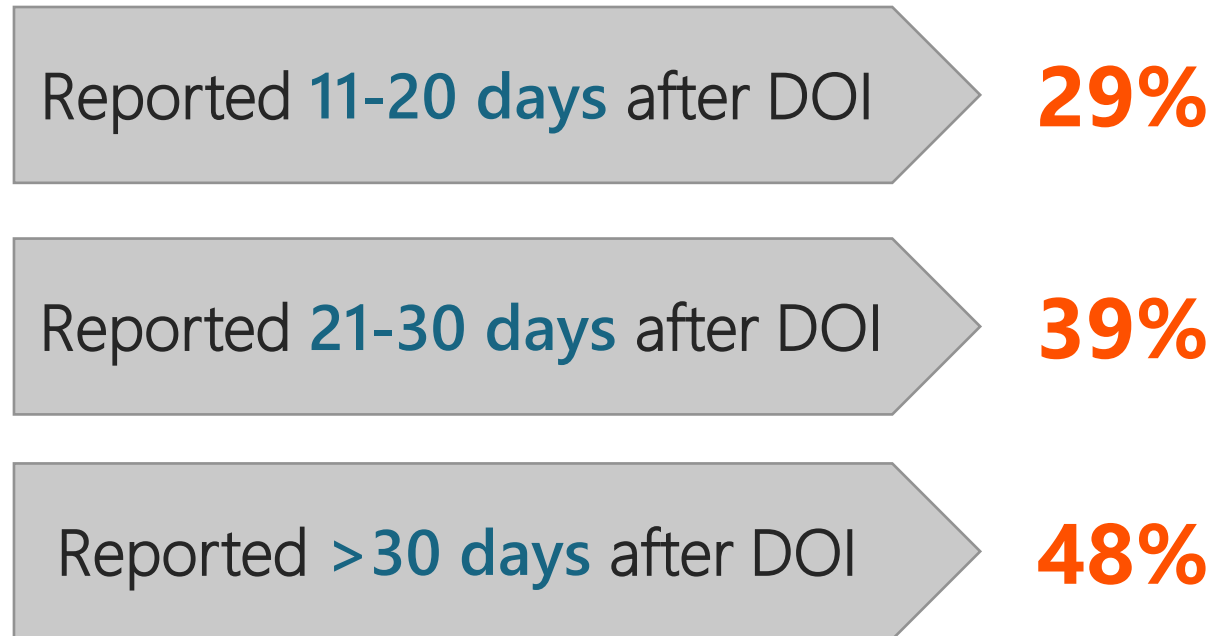 Reported 11-20 days after DOI 29%
Reported 21-30 days after DOI 39%
Reported >30 days after DOI 48%